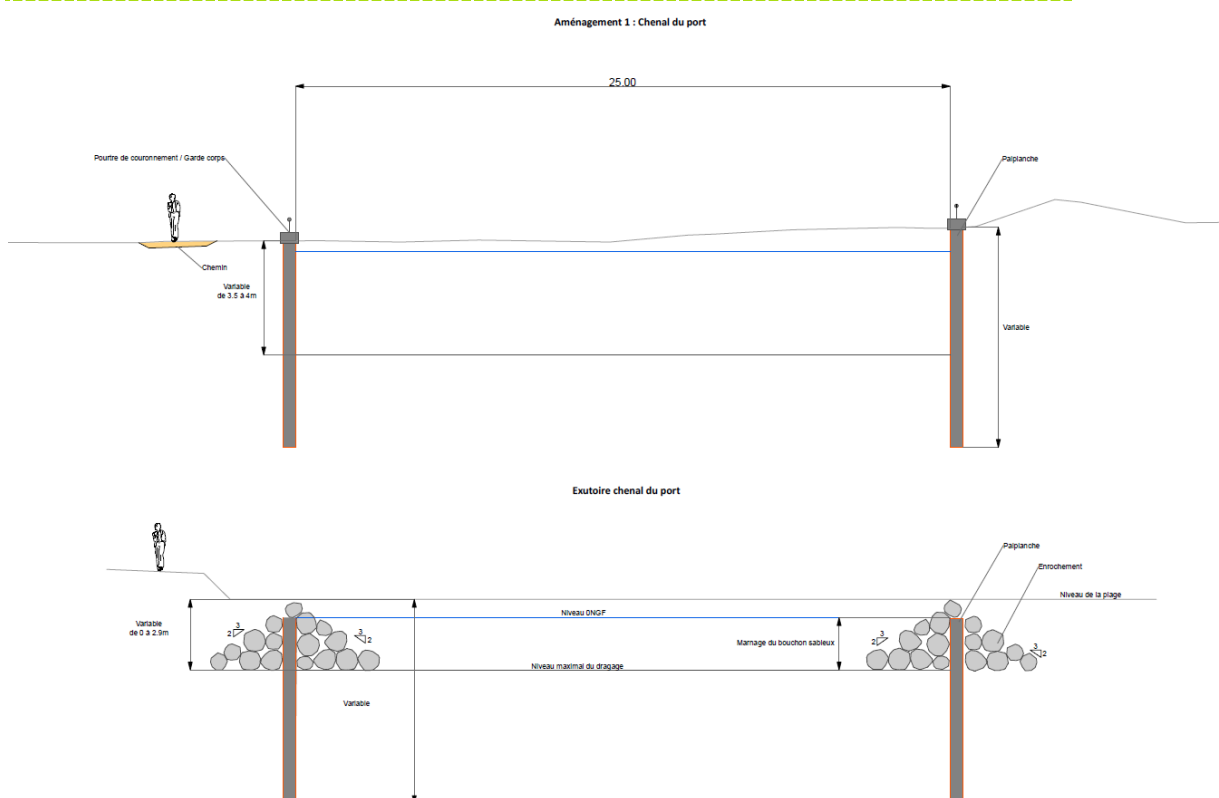 Aménagement 1 : Chenal du port
25.00
Pourtre de couronnement / Garde corps
Palplanche
Chemin
Variable
de 3.5 à 4m
Variable
Exutoire chenal du port
Palplanche
Enrochement
Niveau de la plage
Niveau 0NGF
Variable
de 0 à 2.9m
3
2
3
2
Marnage du bouchon sableux
3
2
3
2
Niveau maximal du dragage
Variable